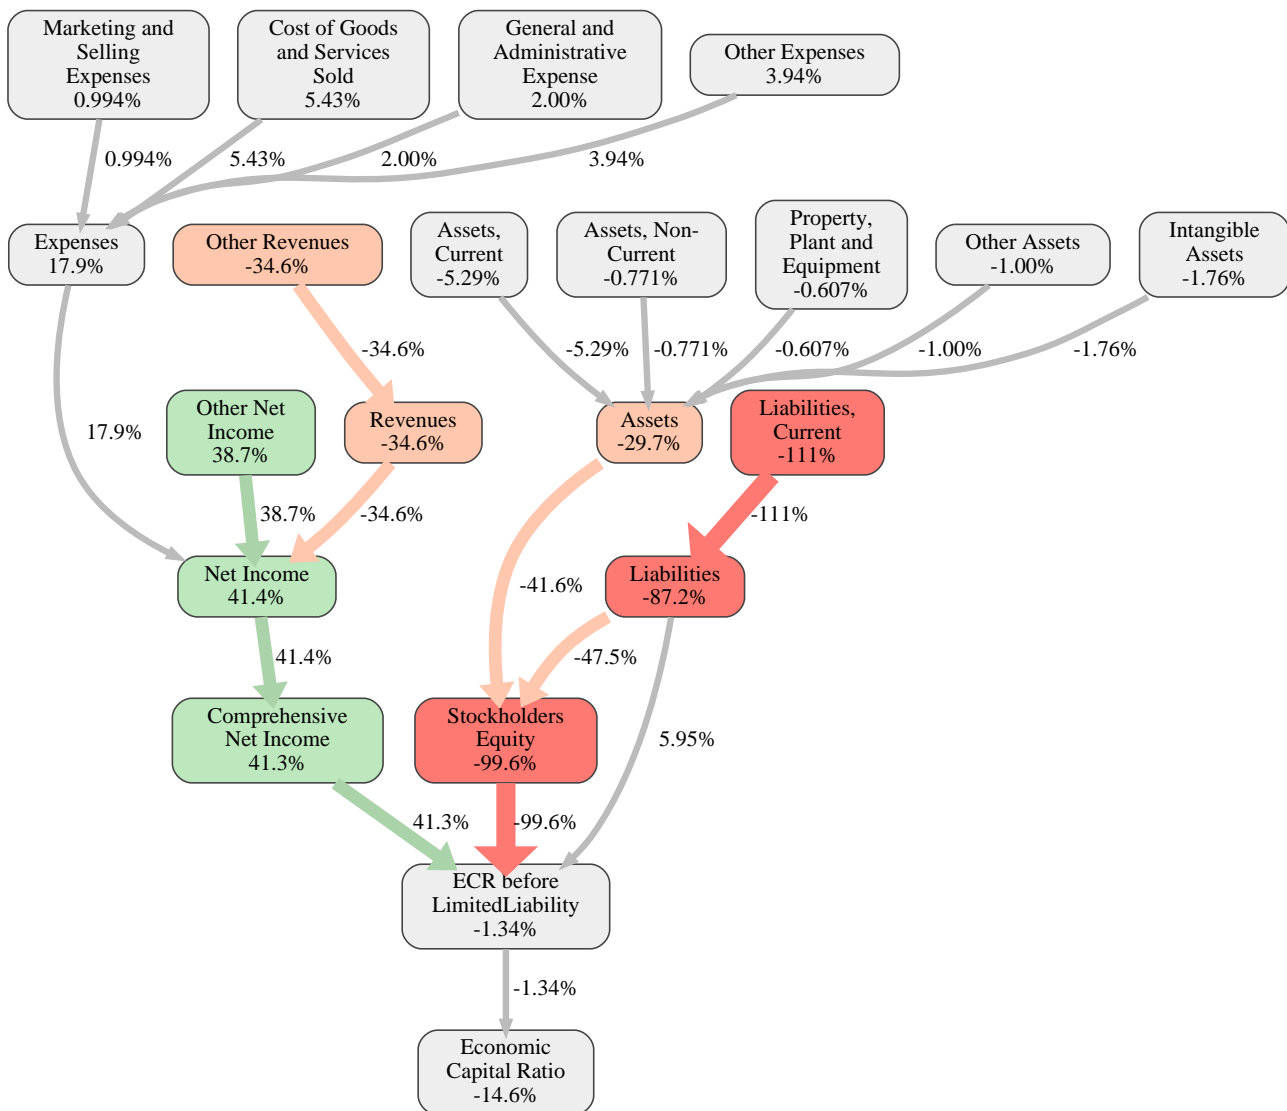 Marketing and
Selling
Expenses
0.994%
Cost of Goods
and Services
Sold
5.43%
General and
Administrative
Expense
2.00%
Other Expenses
3.94%
0.994%
5.43%
2.00%
3.94%
Expenses
17.9%
Other Revenues
-34.6%
Assets,
Current
-5.29%
Assets, Non-
Current
-0.771%
Property,
Plant and
Equipment
-0.607%
Other Assets
-1.00%
Intangible
Assets
-1.76%
-34.6%
-5.29%
-0.771%
-0.607%
-1.00%
-1.76%
17.9%
Other Net
Income
38.7%
Revenues
-34.6%
Assets
-29.7%
Liabilities,
Current
-111%
38.7%
-34.6%
-111%
Net Income
41.4%
-41.6%
Liabilities
-87.2%
41.4%
-47.5%
Comprehensive
Net Income
41.3%
Stockholders
Equity
-99.6%
5.95%
41.3%
-99.6%
ECR before
LimitedLiability
-1.34%
-1.34%
Economic
Capital Ratio
-14.6%